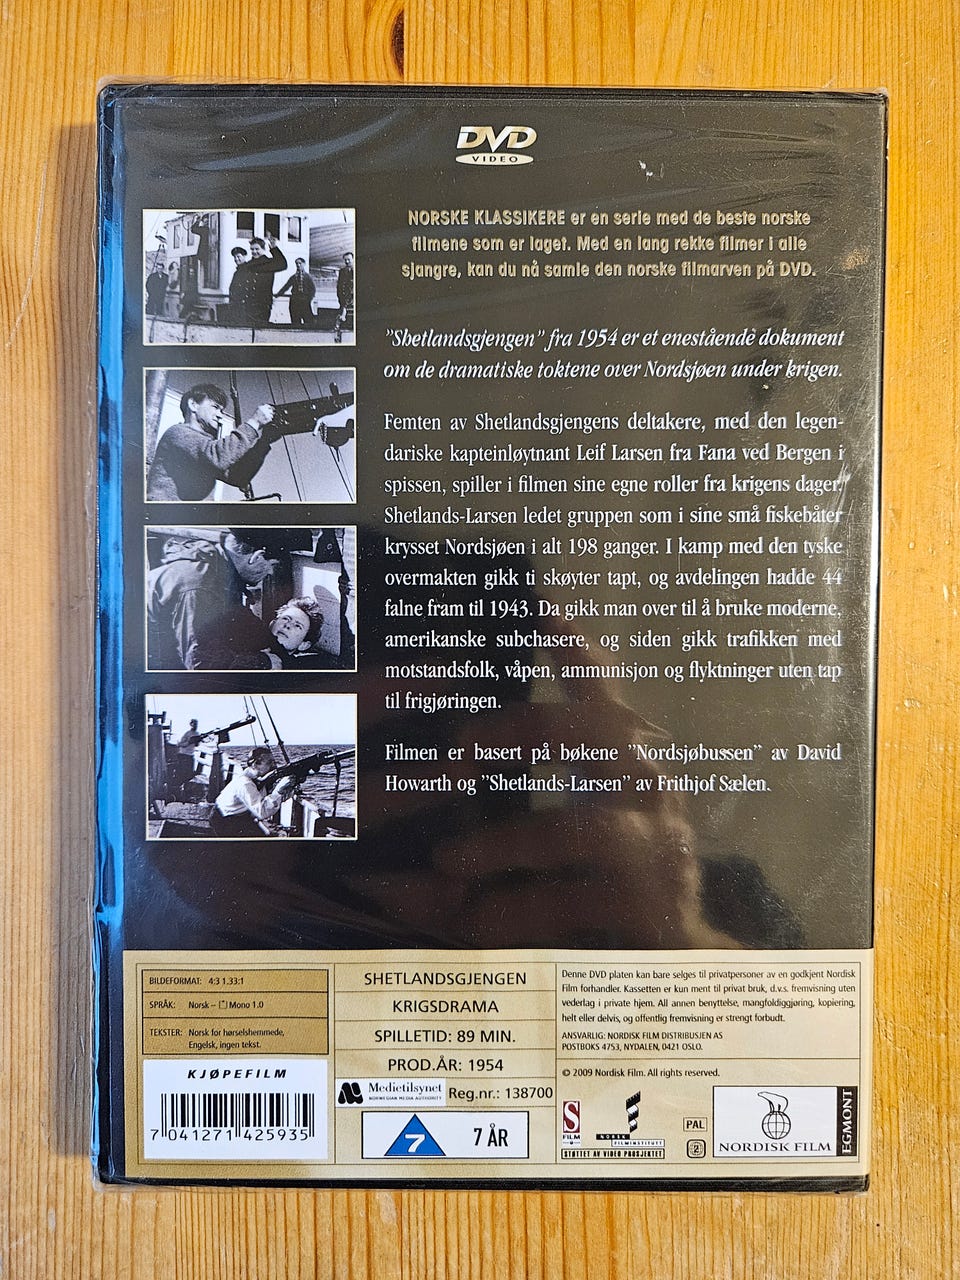 DVD
VIDEO
NORSKE KLASSIKERE er en serie med de beste norske
filmene som er laget. Med en lang rekke filmer i alle
sjangre, kan du nå samle den norske filmarven på DVD.
"Shetlandsgjengen" fra 1954 er et enestående dokument
om de dramatiske toktene over Nordsjøen under krigen.
Femten av Shetlandsgjengens deltakere, med den legen-
dariske kapteinløytnant Leif Larsen fra Fana ved Bergen i
spissen, spiller i filmen sine egne roller fra krigens dager.
Shetlands-Larsen ledet gruppen som i sine små fiskebåter
krysset Nordsjøen i alt 198 ganger. I kamp med den tyske
overmakten gikk ti skøyter tapt, og avdelingen hadde 44
falne fram til 1943. Da gikk man over til å bruke moderne,
amerikanske subchasere, og siden gikk trafikken med
motstandsfolk, våpen, ammunisjon og flyktninger uten tap
til frigjøringen.
Filmen er basert på bøkene "Nordsjøbussen" av David
Howarth og "Shetlands-Larsen" av Frithjof Sælen.
BILDEFORMAT: 4:3 1.33:1
SPRÅK: Norsk – Mono 1.0
TEKSTER: Norsk for hørselshemmede,
Engelsk, ingen tekst.
KJØPEFILM
7 041271 425935
SHETLANDSGJENGEN
KRIGSDRAMA
SPILLETID: 89 MIN.
PROD.ÅR: 1954
Medietilsynet
NORWEGIAN MEDIA AUTHORITY
Reg.nr.: 138700
7
7 ÅR
Denne DVD platen kan bare selges til privatpersoner av en godkjent Nordisk
Film forhandler. Kassetten er kun ment til privat bruk, d.v.s. fremvisning uten
vederlag i private hjem. All annen benyttelse, mangfoldiggjøring, kopiering,
helt eller delvis, og offentlig fremvisning er strengt forbudt.
ANSVARLIG: NORDISK FILM DISTRIBUSJEN AS
POSTBOKS 4753, NYDALEN, 0421 OSLO.
© 2009 Nordisk Film. All rights reserved.
S
FILM
NORSK
FILMINSTITUTT
STØTTET AV VIDEO PROSJEKTET
PAL
2
NORDISK FILM
EGMONT